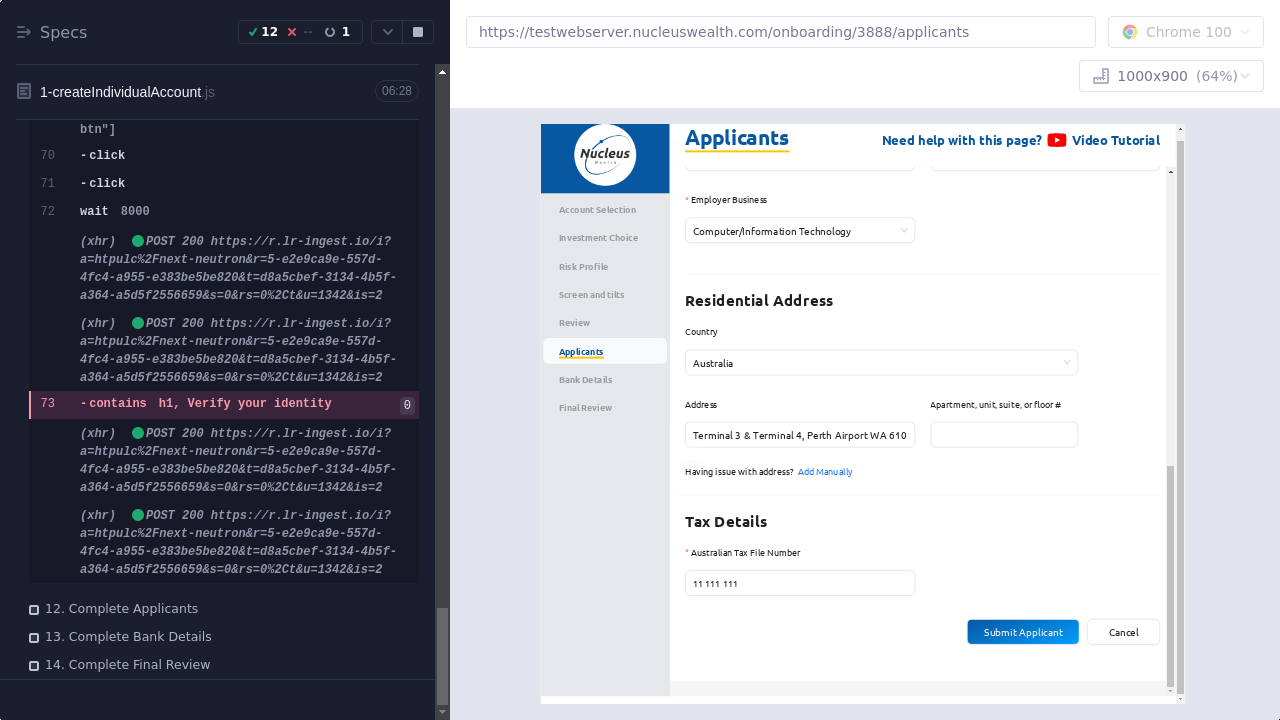 Specs
12
--
1
1-createIndividualAccount.js
06:28
btn"]
70 -click
71 -click
72 wait 8000
(xhr) POST 200 https://r.lr-ingest.io/i?
a=htpulc%2Fnext-neutron&r=5-e2e9ca9e-557d-
4fc4-a955-e383be5be820&t=d8a5cbef-3134-4b5f-
a364-a5d5f2556659&s=0&rs=0%2Ct&u=1342&is=2
(xhr) POST 200 https://r.lr-ingest.io/i?
a=htpulc%2Fnext-neutron&r=5-e2e9ca9e-557d-
4fc4-a955-e383be5be820&t=d8a5cbef-3134-4b5f-
a364-a5d5f2556659&s=0&rs=0%2Ct&u=1342&is=2
73 -contains h1, Verify your identity 0
(xhr) POST 200 https://r.lr-ingest.io/i?
a=htpulc%2Fnext-neutron&r=5-e2e9ca9e-557d-
4fc4-a955-e383be5be820&t=d8a5cbef-3134-4b5f-
a364-a5d5f2556659&s=0&rs=0%2Ct&u=1342&is=2
(xhr) POST 200 https://r.lr-ingest.io/i?
a=htpulc%2Fnext-neutron&r=5-e2e9ca9e-557d-
4fc4-a955-e383be5be820&t=d8a5cbef-3134-4b5f-
a364-a5d5f2556659&s=0&rs=0%2Ct&u=1342&is=2
12. Complete Applicants
13. Complete Bank Details
14. Complete Final Review
https://testwebserver.nucleuswealth.com/onboarding/3888/applicants
Chrome 100
1000x900 (64%)
Nucleus
Wealth
Account Selection
Investment Choice
Risk Profile
Screen and tilts
Review
Applicants
Bank Details
Final Review
Applicants
Need help with this page? Video Tutorial
* Employer Business
Computer/Information Technology
Residential Address
Country
Australia
Address
Apartment, unit, suite, or floor #
Terminal 3 & Terminal 4, Perth Airport WA 610
Having issue with address? Add Manually
Tax Details
* Australian Tax File Number
11 111 111
Submit Applicant
Cancel